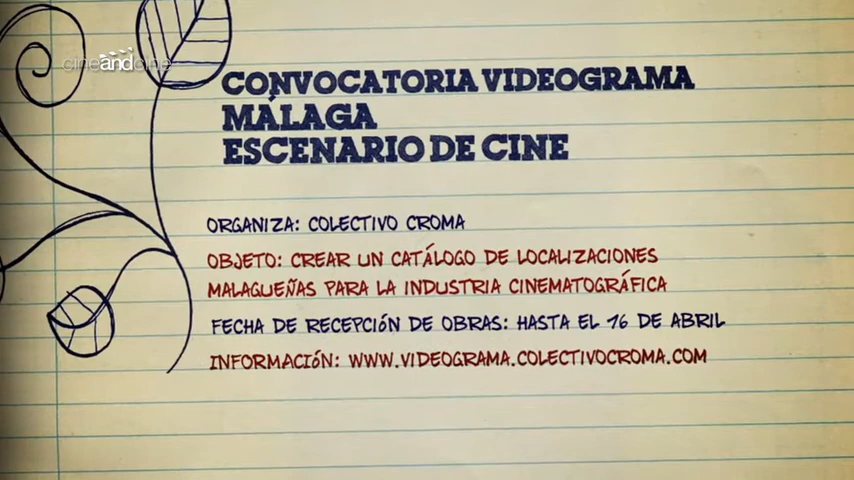 cineandcine
CONVOCATORIA VIDEOGRAMA
MÁLAGA
ESCENARIO DE CINE
ORGANIZA: COLECTIVO CROMA
OBJETO: CREAR UN CATÁLOGO DE LOCALIZACIONES
MALAGUEÑAS PARA LA INDUSTRIA CINEMATOGRÁFICA
FECHA DE RECEPCIÓN DE OBRAS: HASTA EL 16 DE ABRIL
INFORMACIÓN: WWW.VIDEOGRAMA.COLECTIVOCROMA.COM